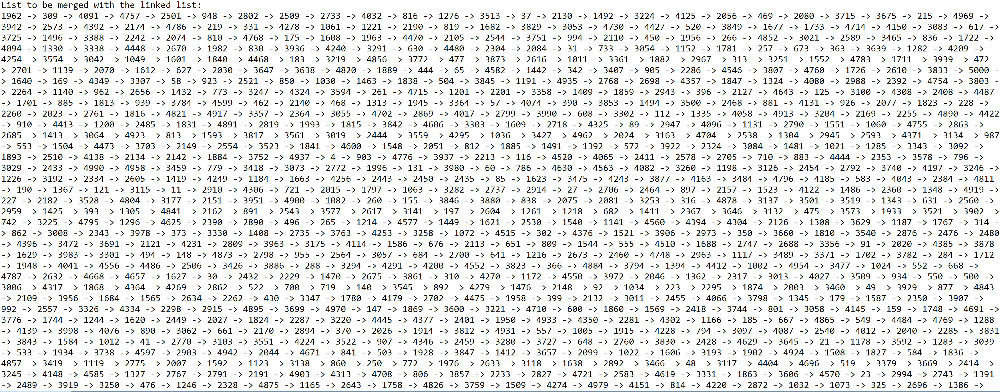 List to be merged with the linked list:
1962 -> 309 -> 4091 -> 4757 -> 2501 -> 948 -> 2802 -> 2509 -> 2733 -> 4032 -> 816 -> 1276 -> 3513 -> 37 -> 2130 -> 1492 -> 3224 -> 4125 -> 2056 -> 469 -> 2080 -> 3715 -> 3675 -> 215 -> 4969 ->
3942 -> 2573 -> 4392 -> 2174 -> 4786 -> 219 -> 331 -> 4278 -> 1061 -> 1221 -> 2190 -> 819 -> 1682 -> 3829 -> 3053 -> 4730 -> 4427 -> 520 -> 3849 -> 1677 -> 1733 -> 4714 -> 4150 -> 3083 -> 617 ->
3725 -> 1496 -> 3388 -> 2242 -> 2074 -> 810 -> 4768 -> 175 -> 1608 -> 1963 -> 4470 -> 2105 -> 2544 -> 3751 -> 994 -> 2110 -> 450 -> 1956 -> 266 -> 4852 -> 3021 -> 2589 -> 3465 -> 836 -> 1722 ->
4094 -> 1330 -> 3338 -> 4448 -> 2670 -> 1982 -> 830 -> 3936 -> 4240 -> 3291 -> 630 -> 4480 -> 2304 -> 2084 -> 31 -> 733 -> 3054 -> 1152 -> 1781 -> 257 -> 673 -> 363 -> 3639 -> 1282 -> 4209 ->
4254 -> 3554 -> 3042 -> 1049 -> 1601 -> 1840 -> 4468 -> 183 -> 3219 -> 4856 -> 3772 -> 477 -> 3873 -> 2616 -> 1011 -> 3361 -> 1882 -> 2967 -> 313 -> 3251 -> 1552 -> 4783 -> 1711 -> 3939 -> 472 -
> 2701 -> 1139 -> 2070 -> 1612 -> 627 -> 2030 -> 3647 -> 3638 -> 4820 -> 1889 -> 444 -> 65 -> 4582 -> 1442 -> 342 -> 3407 -> 905 -> 2286 -> 4546 -> 3807 -> 4760 -> 1726 -> 2610 -> 3833 -> 5000 -
> 1640 -> 169 -> 4349 -> 3307 -> 58 -> 923 -> 2521 -> 850 -> 1030 -> 1463 -> 1838 -> 504 -> 3845 -> 1191 -> 4935 -> 2768 -> 2698 -> 4357 -> 1847 -> 1324 -> 4080 -> 2988 -> 2392 -> 4754 -> 3803 -
> 2264 -> 1140 -> 962 -> 2656 -> 1432 -> 773 -> 3247 -> 4324 -> 3594 -> 261 -> 4715 -> 1201 -> 2201 -> 3358 -> 1409 -> 1859 -> 2943 -> 396 -> 2127 -> 4643 -> 125 -> 3100 -> 4308 -> 2408 -> 4487
-> 1701 -> 885 -> 1813 -> 939 -> 3784 -> 4599 -> 462 -> 2140 -> 468 -> 1313 -> 1945 -> 3364 -> 57 -> 4074 -> 390 -> 3853 -> 1494 -> 3500 -> 2468 -> 881 -> 4131 -> 926 -> 2077 -> 1823 -> 228 ->
2260 -> 2023 -> 2761 -> 1816 -> 4821 -> 4917 -> 3357 -> 2364 -> 3055 -> 4702 -> 2869 -> 4017 -> 2799 -> 3990 -> 608 -> 3302 -> 112 -> 1335 -> 4058 -> 4913 -> 3204 -> 2169 -> 2255 -> 4890 -> 4422
-> 910 -> 4413 -> 1200 -> 2485 -> 1831 -> 4891 -> 2819 -> 1993 -> 1815 -> 3842 -> 4606 -> 3303 -> 1609 -> 2718 -> 4325 -> 89 -> 2947 -> 4096 -> 1131 -> 2790 -> 1551 -> 1060 -> 4755 -> 2863 ->
2685 -> 1413 -> 3064 -> 4923 -> 813 -> 1593 -> 3817 -> 3561 -> 3019 -> 2444 -> 3559 -> 4295 -> 1036 -> 3427 -> 4962 -> 2024 -> 3163 -> 4704 -> 2538 -> 1304 -> 2945 -> 2593 -> 4371 -> 3134 -> 987
-> 553 -> 1504 -> 4473 -> 3703 -> 2149 -> 2554 -> 3523 -> 1841 -> 4600 -> 1548 -> 2051 -> 812 -> 1885 -> 1491 -> 1392 -> 572 -> 3922 -> 2324 -> 3084 -> 1481 -> 1021 -> 1285 -> 3343 -> 3092 ->
1893 -> 2510 -> 4138 -> 2134 -> 2142 -> 1884 -> 3752 -> 4937 -> 4 -> 903 -> 4776 -> 3937 -> 2213 -> 116 -> 4520 -> 4065 -> 2411 -> 2578 -> 2705 -> 710 -> 883 -> 4444 -> 2353 -> 3578 -> 796 ->
3029 -> 2433 -> 4990 -> 4958 -> 3459 -> 779 -> 3418 -> 3073 -> 2772 -> 1996 -> 131 -> 3980 -> 60 -> 786 -> 4630 -> 4563 -> 4082 -> 3260 -> 1198 -> 3126 -> 2454 -> 2792 -> 3740 -> 4197 -> 3246 ->
1226 -> 3192 -> 2334 -> 2605 -> 1419 -> 4249 -> 1184 -> 1663 -> 4256 -> 2443 -> 2450 -> 2435 -> 85 -> 1623 -> 3475 -> 4243 -> 3877 -> 4163 -> 3484 -> 4796 -> 4185 -> 583 -> 4043 -> 2384 -> 4811
-> 190 -> 1367 -> 121 -> 3115 -> 11 -> 2910 -> 4306 -> 721 -> 2015 -> 1797 -> 1063 -> 3282 -> 2737 -> 2914 -> 27 -> 2706 -> 2464 -> 897 -> 2157 -> 1523 -> 4122 -> 1486 -> 2360 -> 1348 -> 4919 ->
227 -> 2182 -> 3528 -> 4804 -> 3177 -> 2151 -> 3951 -> 4900 -> 1082 -> 260 -> 155 -> 3846 -> 3880 -> 838 -> 2075 -> 2081 -> 3253 -> 316 -> 4878 -> 3137 -> 3501 -> 3519 -> 1343 -> 631 -> 2560 ->
2959 -> 1425 -> 393 -> 1305 -> 4841 -> 2162 -> 891 -> 2543 -> 3577 -> 2617 -> 3141 -> 197 -> 2604 -> 1261 -> 1218 -> 682 -> 1411 -> 2367 -> 3646 -> 3132 -> 475 -> 3573 -> 1933 -> 3521 -> 3902 ->
742 -> 3225 -> 4795 -> 1296 -> 4625 -> 2390 -> 2890 -> 496 -> 265 -> 1214 -> 4577 -> 1449 -> 1621 -> 2530 -> 1540 -> 1141 -> 4560 -> 4394 -> 4304 -> 2126 -> 1308 -> 3629 -> 1187 -> 1767 -> 314 -
> 862 -> 3008 -> 2343 -> 3978 -> 373 -> 3330 -> 1408 -> 2735 -> 3763 -> 4253 -> 3258 -> 1072 -> 4515 -> 302 -> 4376 -> 1521 -> 3906 -> 2973 -> 350 -> 3660 -> 1810 -> 3540 -> 2876 -> 2476 -> 2480
-> 4396 -> 3472 -> 3691 -> 2121 -> 4231 -> 2809 -> 3963 -> 3175 -> 4114 -> 1586 -> 676 -> 2113 -> 651 -> 809 -> 1544 -> 555 -> 4510 -> 1688 -> 2747 -> 2688 -> 3356 -> 91 -> 2020 -> 4385 -> 3878
-> 1629 -> 3983 -> 3301 -> 494 -> 148 -> 4873 -> 2798 -> 955 -> 2564 -> 3057 -> 684 -> 2700 -> 641 -> 1216 -> 2673 -> 2460 -> 4748 -> 2963 -> 1117 -> 3489 -> 3371 -> 1702 -> 3782 -> 284 -> 1712
-> 1948 -> 4041 -> 4556 -> 4486 -> 2506 -> 3426 -> 3886 -> 288 -> 3294 -> 4291 -> 4200 -> 4552 -> 3823 -> 366 -> 4884 -> 3794 -> 1394 -> 4412 -> 1002 -> 4954 -> 3477 -> 1024 -> 552 -> 668 ->
4787 -> 2632 -> 4668 -> 4657 -> 1627 -> 30 -> 2432 -> 2229 -> 1470 -> 2675 -> 3861 -> 310 -> 4270 -> 1172 -> 4550 -> 3972 -> 2046 -> 1362 -> 2317 -> 3013 -> 4027 -> 3509 -> 934 -> 550 -> 500 ->
3006 -> 4317 -> 1868 -> 4364 -> 4269 -> 2862 -> 522 -> 700 -> 719 -> 140 -> 3545 -> 892 -> 4279 -> 1476 -> 2148 -> 92 -> 1034 -> 223 -> 2295 -> 1874 -> 2003 -> 3460 -> 49 -> 3929 -> 877 -> 4843
-> 2109 -> 3956 -> 1684 -> 1565 -> 2634 -> 2262 -> 430 -> 3347 -> 1780 -> 4179 -> 2702 -> 4475 -> 1958 -> 399 -> 2132 -> 3011 -> 2455 -> 4066 -> 3798 -> 1345 -> 179 -> 1587 -> 2350 -> 3907 ->
992 -> 2557 -> 3326 -> 4334 -> 2298 -> 2915 -> 4895 -> 3699 -> 4970 -> 147 -> 1869 -> 3600 -> 3221 -> 4710 -> 600 -> 1860 -> 1569 -> 2418 -> 3744 -> 801 -> 3058 -> 4145 -> 159 -> 1748 -> 4691 ->
3776 -> 1744 -> 1244 -> 1620 -> 2449 -> 2027 -> 1824 -> 2287 -> 3220 -> 4445 -> 4377 -> 2401 -> 1950 -> 4933 -> 4350 -> 2281 -> 4302 -> 1166 -> 185 -> 667 -> 4865 -> 549 -> 4484 -> 4769 -> 1288
-> 4139 -> 3998 -> 4076 -> 890 -> 3062 -> 661 -> 2170 -> 2894 -> 370 -> 2026 -> 1914 -> 3812 -> 4931 -> 557 -> 1005 -> 1915 -> 4228 -> 794 -> 3097 -> 4087 -> 2540 -> 4012 -> 2040 -> 2285 -> 3831
-> 3843 -> 1584 -> 1012 -> 41 -> 2770 -> 3103 -> 3551 -> 4224 -> 3522 -> 907 -> 4346 -> 2459 -> 3280 -> 3727 -> 648 -> 2760 -> 3830 -> 2428 -> 4629 -> 3645 -> 21 -> 1178 -> 3592 -> 1283 -> 3039
-> 533 -> 1934 -> 3738 -> 4597 -> 2903 -> 4942 -> 2044 -> 4671 -> 841 -> 503 -> 1928 -> 3847 -> 1412 -> 3657 -> 2099 -> 1022 -> 1606 -> 3193 -> 1902 -> 4924 -> 1508 -> 1827 -> 584 -> 1836 ->
4857 -> 3419 -> 1119 -> 2775 -> 2007 -> 1592 -> 1123 -> 3138 -> 860 -> 250 -> 772 -> 1976 -> 2633 -> 3118 -> 1638 -> 2892 -> 3466 -> 48 -> 3117 -> 4404 -> 4696 -> 519 -> 3379 -> 3669 -> 2414 ->
3245 -> 4148 -> 4585 -> 1327 -> 2767 -> 2791 -> 2191 -> 4903 -> 4313 -> 4708 -> 806 -> 3857 -> 2233 -> 2827 -> 4721 -> 2583 -> 4619 -> 3331 -> 1863 -> 3606 -> 4570 -> 23 -> 2994 -> 2743 -> 1391
-> 2489 -> 3919 -> 3250 -> 476 -> 1246 -> 2328 -> 4875 -> 1165 -> 2643 -> 1758 -> 4826 -> 3759 -> 1509 -> 4274 -> 4979 -> 4151 -> 814 -> 4220 -> 2872 -> 1032 -> 1073 -> 325 -> 2696 -> 1386 ->